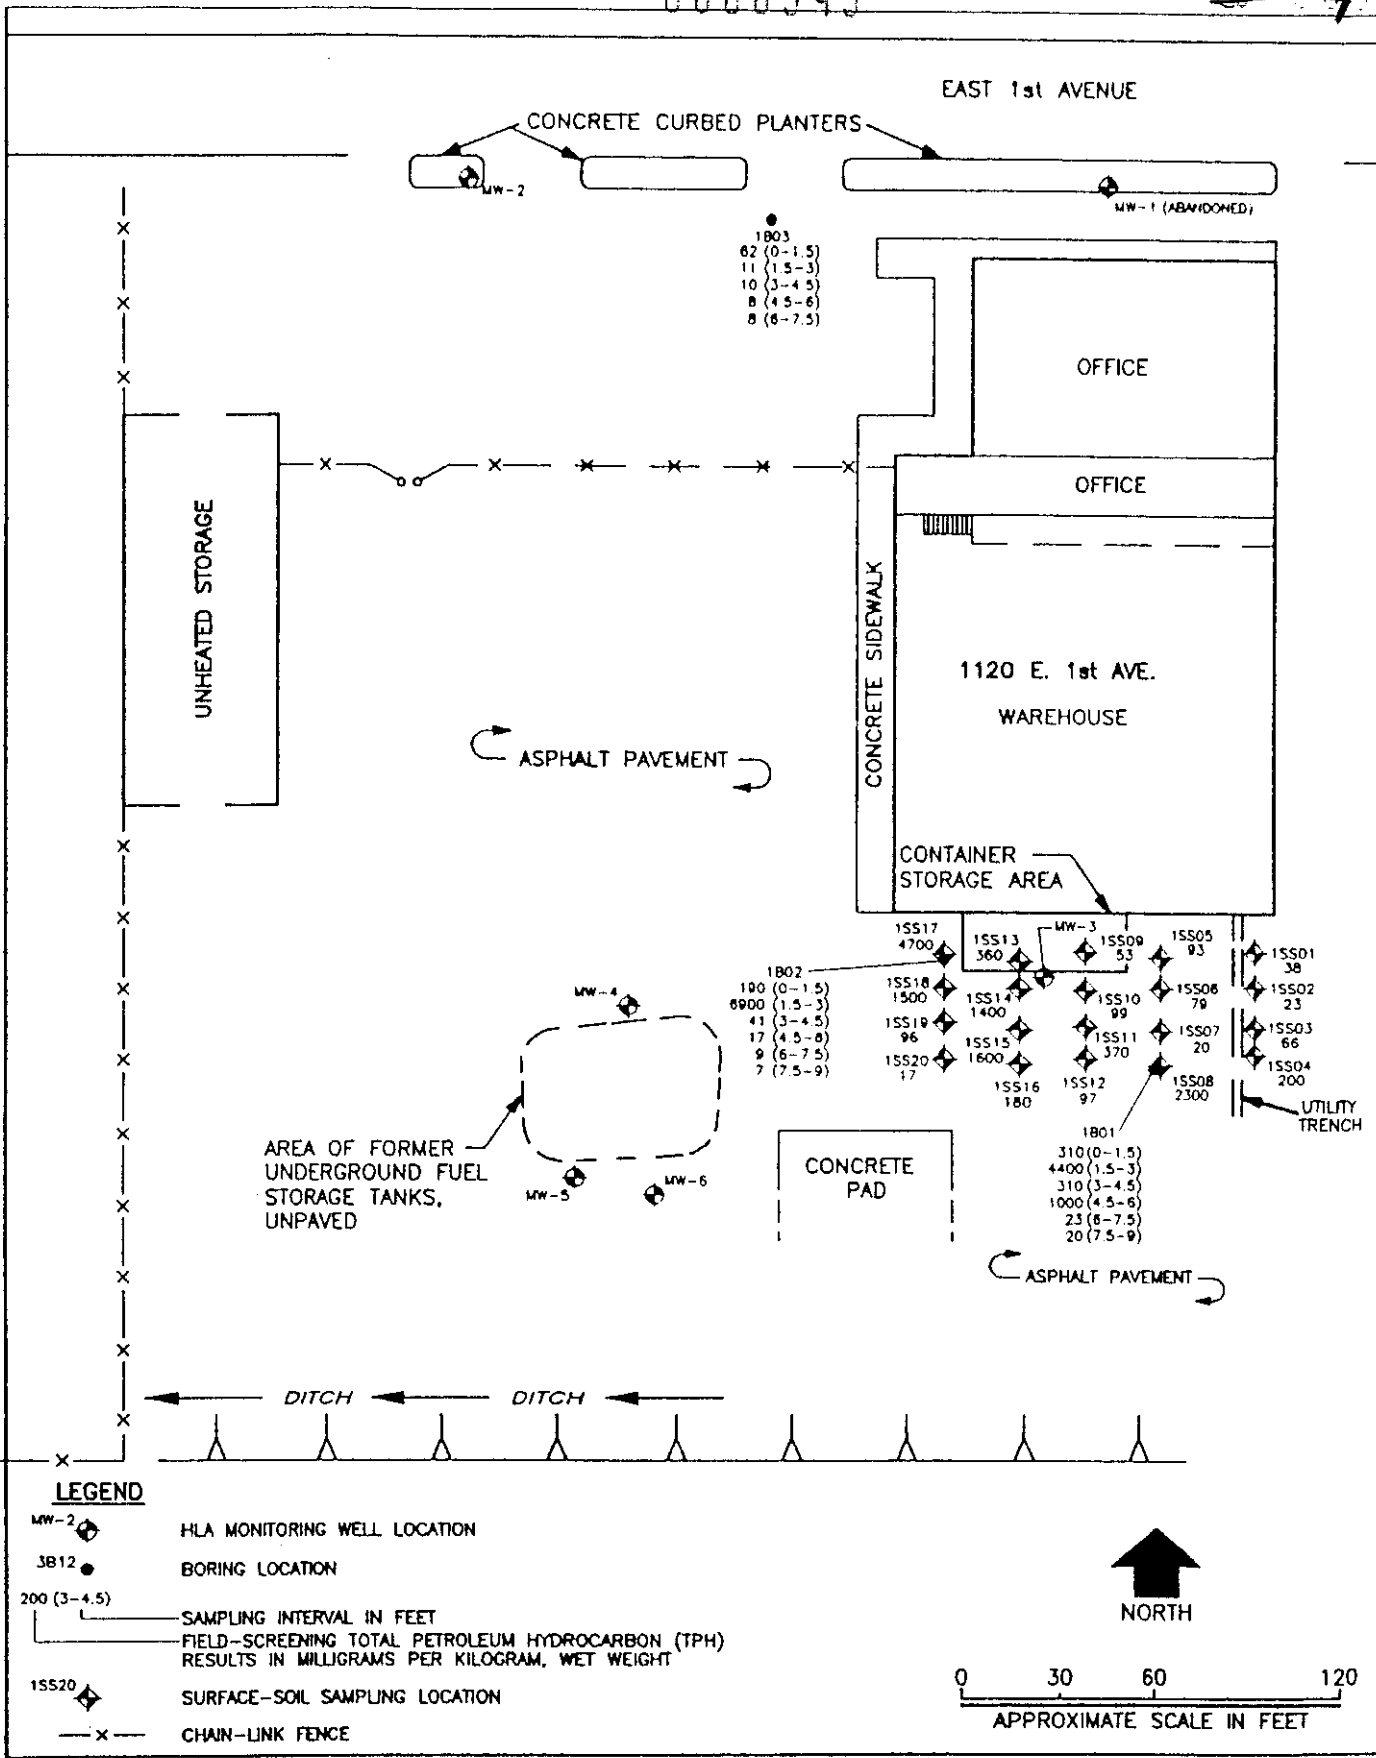 EAST 1st AVENUE
CONCRETE CURBED PLANTERS
MW-2
MW-1 (ABANDONED)
1B03
62 (0-1.5)
11 (1.5-3)
10 (3-4.5)
8 (4.5-6)
8 (6-7.5)
OFFICE
OFFICE
UNHEATED STORAGE
CONCRETE SIDEWALK
1120 E. 1st AVE.
WAREHOUSE
ASPHALT PAVEMENT
CONTAINER
STORAGE AREA
MW-3
1SS17
4700
1SS13
360
1SS09
53
1SS05
93
1SS01
38
1B02
190 (0-1.5)
6900 (1.5-3)
41 (3-4.5)
17 (4.5-6)
9 (6-7.5)
7 (7.5-9)
1SS18
1500
1SS14
1400
1SS10
99
1SS06
79
1SS02
23
1SS19
96
1SS15
1600
1SS11
370
1SS07
20
1SS03
66
1SS20
17
1SS16
180
1SS12
97
1SS08
2300
1SS04
200
MW-4
UTILITY
TRENCH
1B01
310 (0-1.5)
4400 (1.5-3)
310 (3-4.5)
1000 (4.5-6)
23 (6-7.5)
20 (7.5-9)
AREA OF FORMER
UNDERGROUND FUEL
STORAGE TANKS,
UNPAVED
MW-5
MW-6
CONCRETE
PAD
ASPHALT PAVEMENT
DITCH DITCH
LEGEND
MW-2 HLA MONITORING WELL LOCATION
3B12 BORING LOCATION
200 (3-4.5)
SAMPLING INTERVAL IN FEET
FIELD-SCREENING TOTAL PETROLEUM HYDROCARBON (TPH)
RESULTS IN MILLIGRAMS PER KILOGRAM, WET WEIGHT
1SS20 SURFACE-SOIL SAMPLING LOCATION
x CHAIN-LINK FENCE
NORTH
0 30 60 120
APPROXIMATE SCALE IN FEET